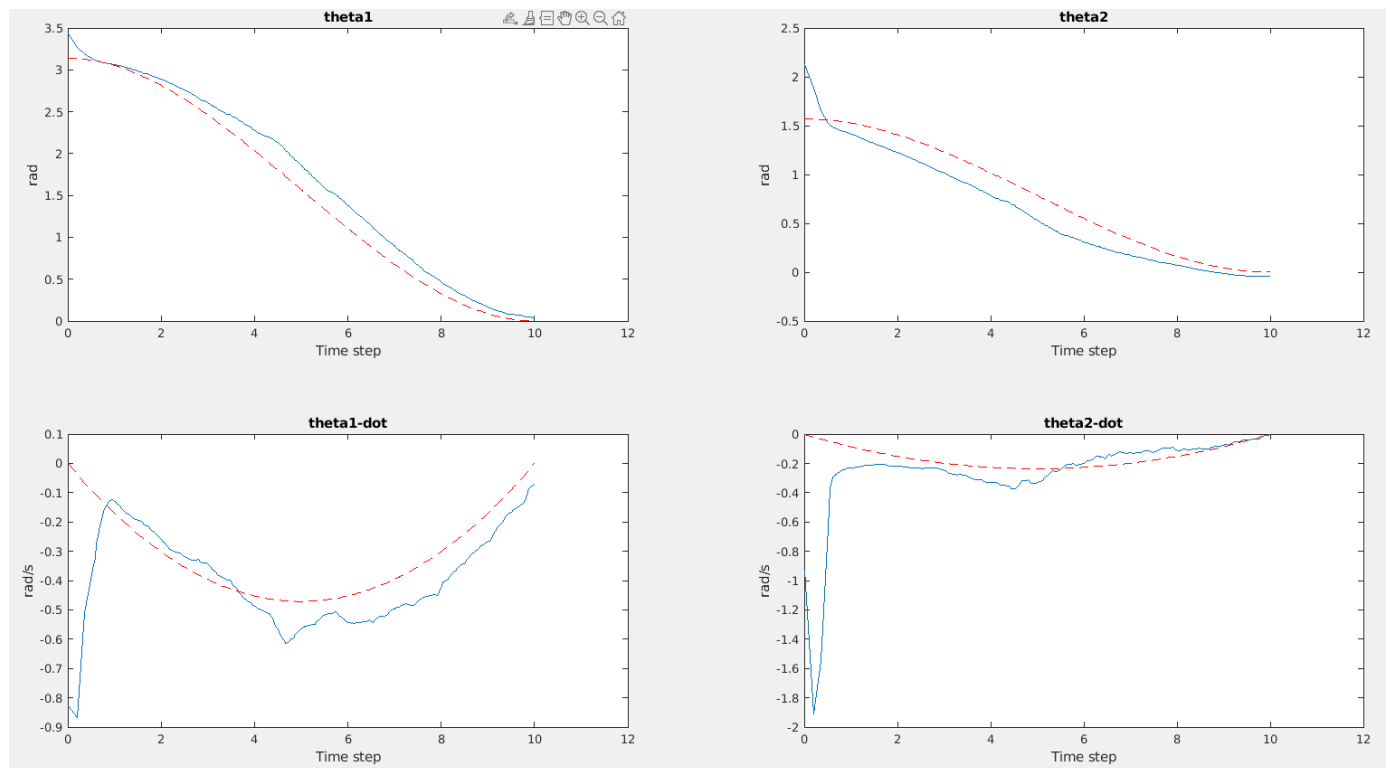 theta1
3.5
3
2.5
2
1.5
1
0.5
0
rad
0 2 4 6 8 10 12
Time step
theta2
2.5
2
1.5
1
0.5
0
-0.5
rad
0 2 4 6 8 10 12
Time step
theta1-dot
0.1
0
-0.1
-0.2
-0.3
-0.4
-0.5
-0.6
-0.7
-0.8
-0.9
rad/s
0 2 4 6 8 10 12
Time step
theta2-dot
0
-0.2
-0.4
-0.6
-0.8
-1
-1.2
-1.4
-1.6
-1.8
-2
rad/s
0 2 4 6 8 10 12
Time step